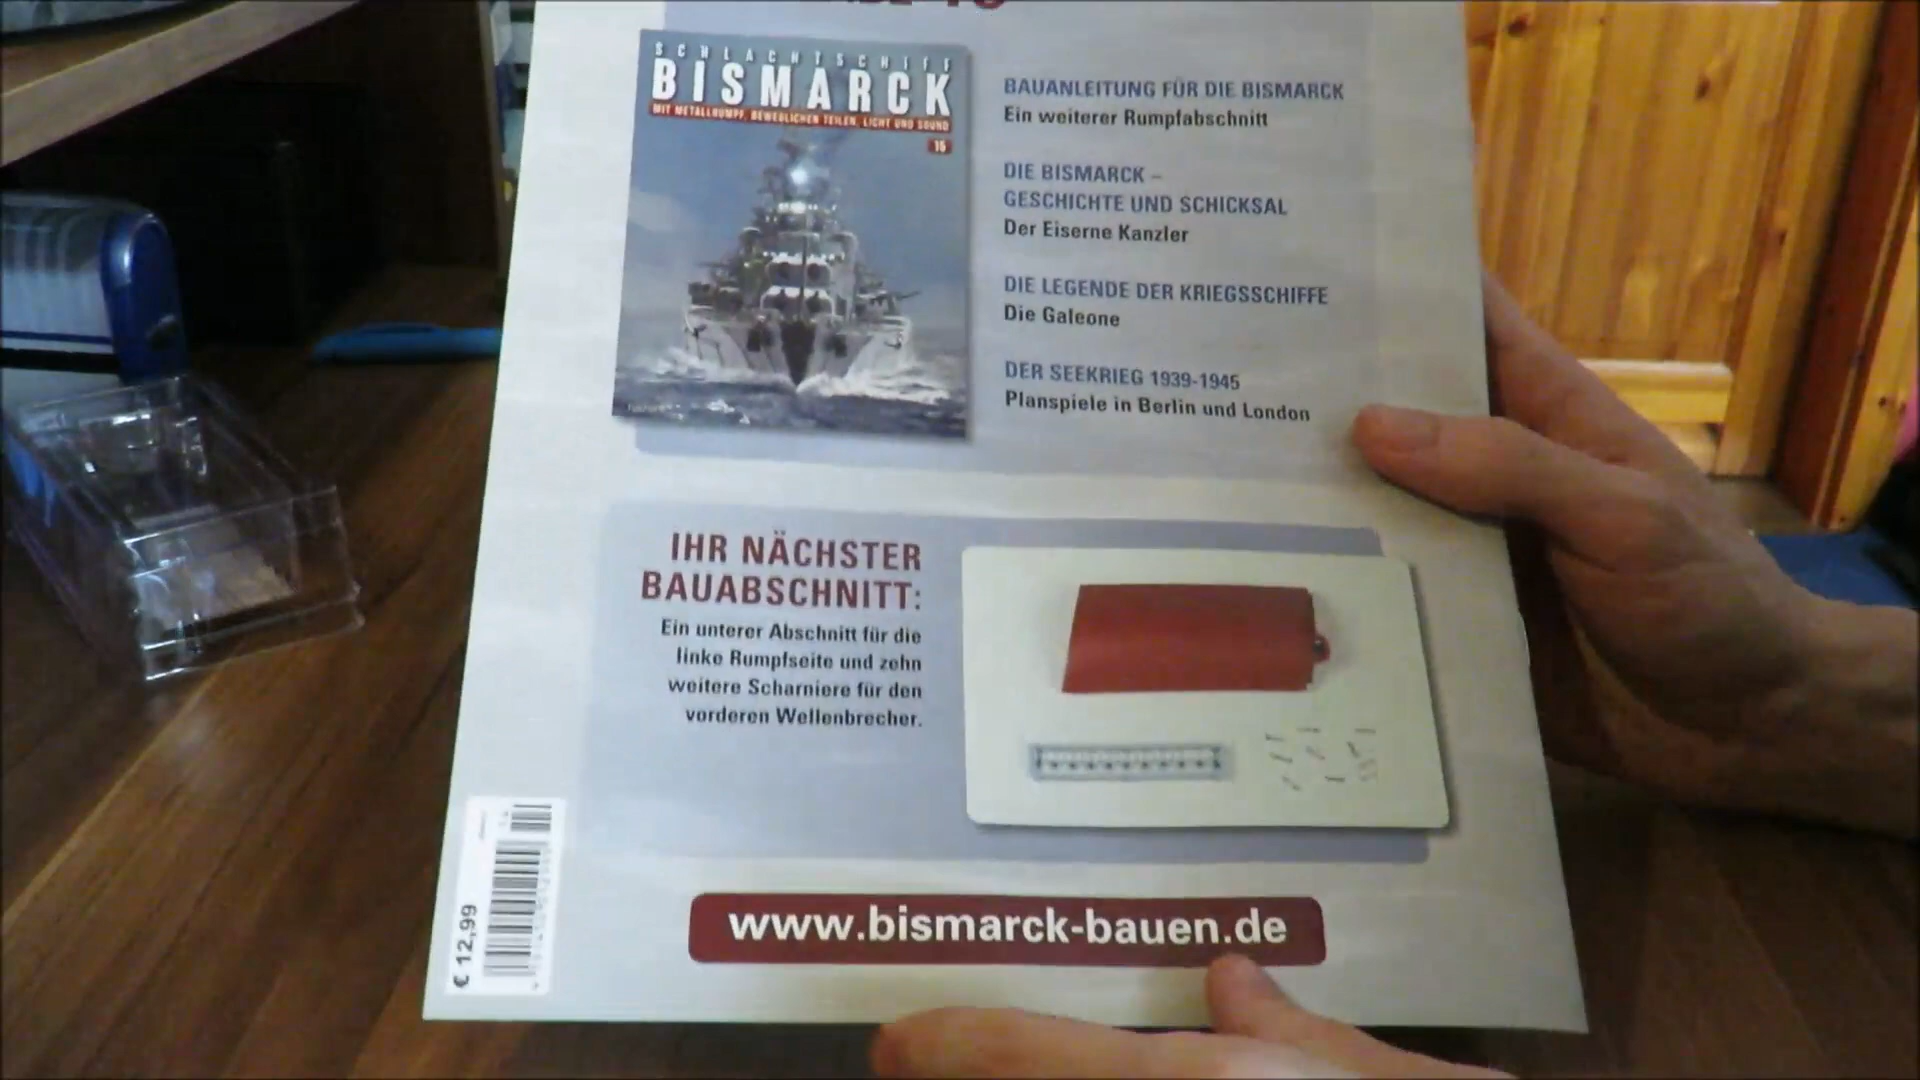 SCHLACHTSCHIFF
BISMARCK
MIT METALLRUMPF, BEWEGLICHEN TEILEN, LICHT UND SOUND
15
BAUANLEITUNG FÜR DIE BISMARCK
Ein weiterer Rumpfabschnitt
DIE BISMARCK –
GESCHICHTE UND SCHICKSAL
Der Eiserne Kanzler
DIE LEGENDE DER KRIEGSSCHIFFE
Die Galeone
DER SEEKRIEG 1939-1945
Planspiele in Berlin und London
IHR NÄCHSTER
BAUABSCHNITT:
Ein unterer Abschnitt für die
linke Rumpfseite und zehn
weitere Scharniere für den
vorderen Wellenbrecher.
€ 12,99
www.bismarck-bauen.de